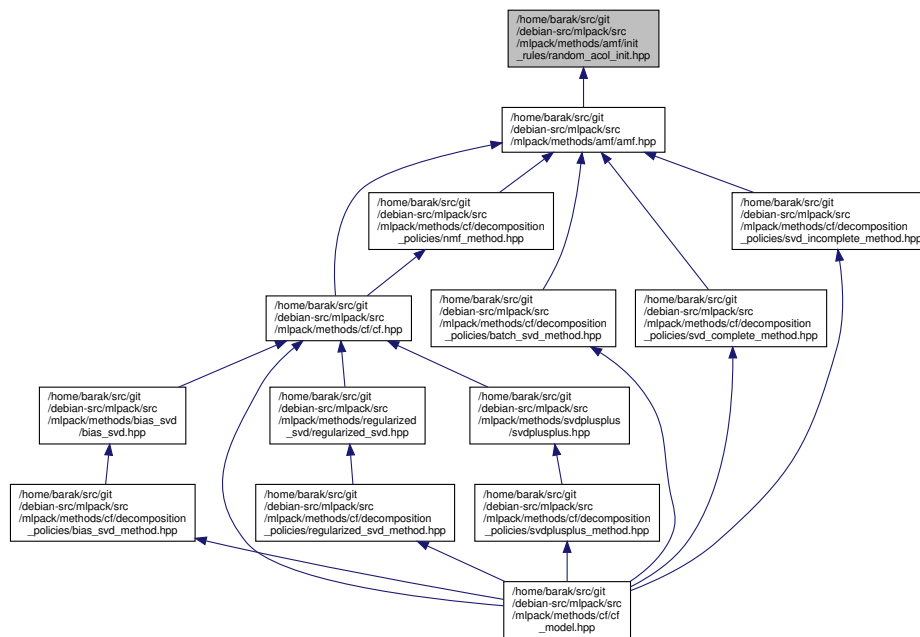 /home/barak/src/git
/debian-src/mlpack/src
/mlpack/methods/amf/init
_rules/random_acol_init.hpp
/home/barak/src/git
/debian-src/mlpack/src
/mlpack/methods/amf/amf.hpp
/home/barak/src/git
/debian-src/mlpack/src
/mlpack/methods/cf/decomposition
_policies/nmf_method.hpp
/home/barak/src/git
/debian-src/mlpack/src
/mlpack/methods/cf/decomposition
_policies/svd_incomplete_method.hpp
/home/barak/src/git
/debian-src/mlpack/src
/mlpack/methods/cf/cf.hpp
/home/barak/src/git
/debian-src/mlpack/src
/mlpack/methods/cf/decomposition
_policies/batch_svd_method.hpp
/home/barak/src/git
/debian-src/mlpack/src
/mlpack/methods/cf/decomposition
_policies/svd_complete_method.hpp
/home/barak/src/git
/debian-src/mlpack/src
/mlpack/methods/bias_svd
/bias_svd.hpp
/home/barak/src/git
/debian-src/mlpack/src
/mlpack/methods/regularized
_svd/regularized_svd.hpp
/home/barak/src/git
/debian-src/mlpack/src
/mlpack/methods/svdplusplus
/svdplusplus.hpp
/home/barak/src/git
/debian-src/mlpack/src
/mlpack/methods/cf/decomposition
_policies/bias_svd_method.hpp
/home/barak/src/git
/debian-src/mlpack/src
/mlpack/methods/cf/decomposition
_policies/regularized_svd_method.hpp
/home/barak/src/git
/debian-src/mlpack/src
/mlpack/methods/cf/decomposition
_policies/svdplusplus_method.hpp
/home/barak/src/git
/debian-src/mlpack/src
/mlpack/methods/cf/cf
_model.hpp